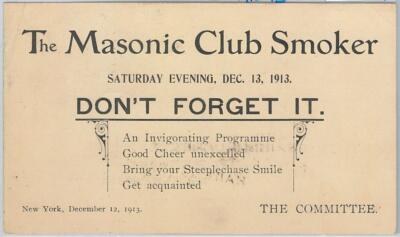 The Masonic Club Smoker
SATURDAY EVENING, DEC. 13, 1913.
DON'T FORGET IT.
An Invigorating Programme
Good Cheer unexcelled
Bring your Steeplechase Smile
Get acquainted
New York, December 12, 1913.
THE COMMITTEE.